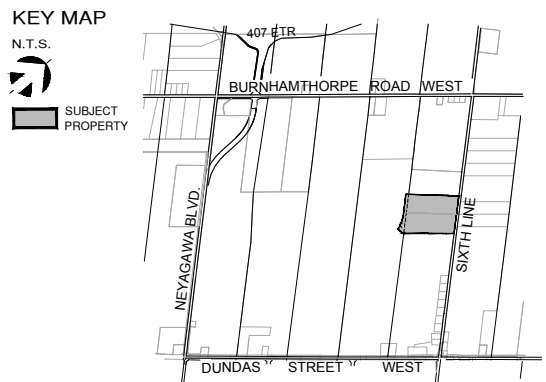 KEY MAP
N.T.S.
SUBJECT
PROPERTY
407 ETR
BURNHAMTHORPE ROAD WEST
NEYAGAWA BLVD.
SIXTH LINE
DUNDAS STREET WEST